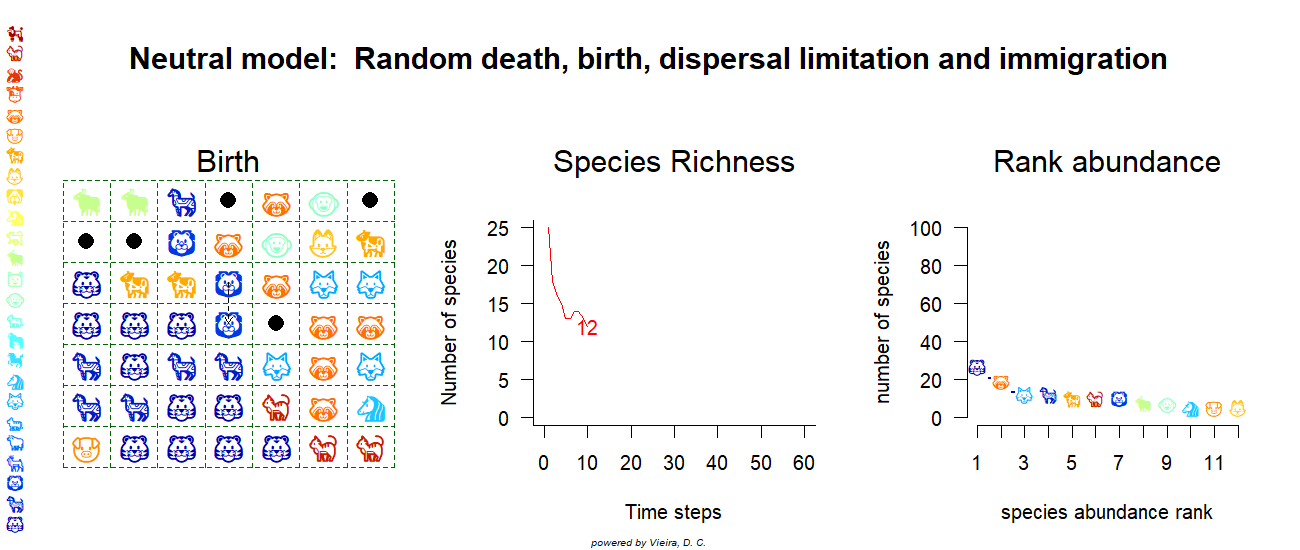 Neutral model:  Random death, birth, dispersal limitation and immigration
Birth
Species Richness
Number of species
25
20
15
10
5
0
12
0 10 20 30 40 50 60
Time steps
Rank abundance
number of species
100
80
60
40
20
0
1 3 5 7 9 11
species abundance rank
powered by Vieira, D. C.